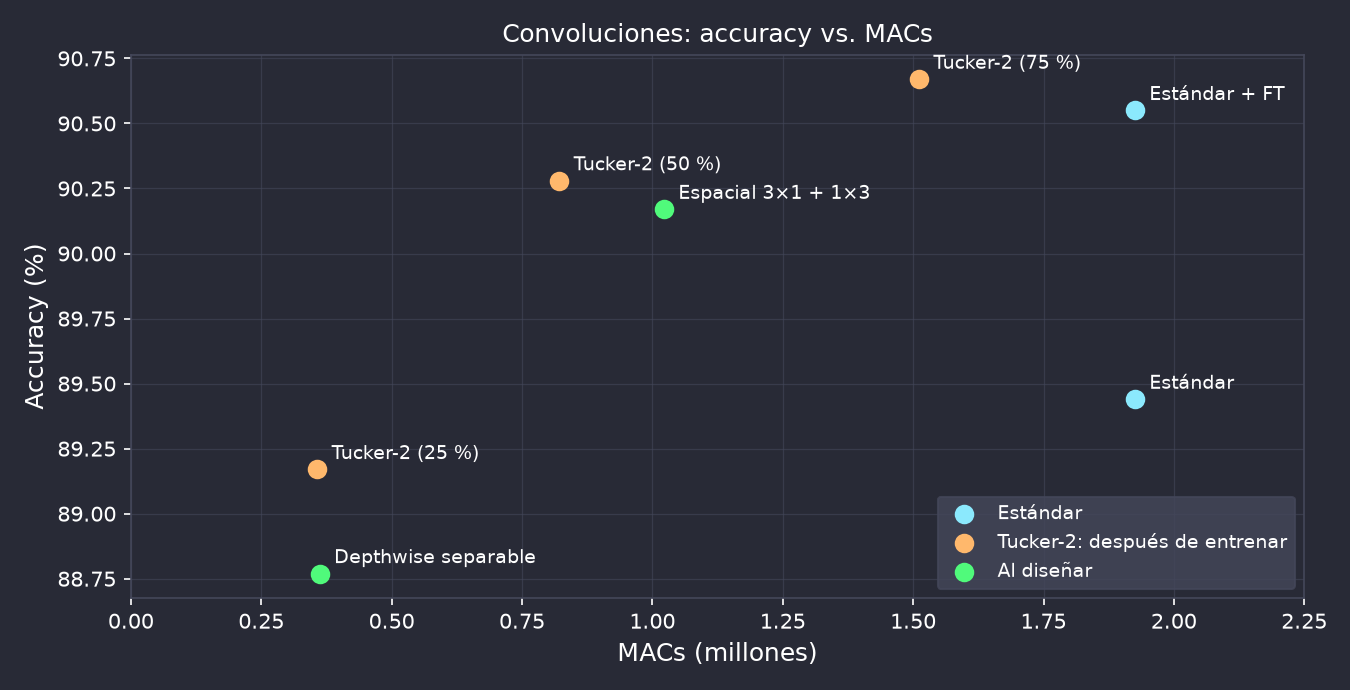 Convoluciones: accuracy vs. MACs
90.75
90.50
90.25
90.00
89.75
89.50
89.25
89.00
88.75
Accuracy (%)
Tucker-2 (75 %)
Estándar + FT
Tucker-2 (50 %)
Espacial 3×1 + 1×3
Estándar
Tucker-2 (25 %)
Depthwise separable
Estándar
Tucker-2: después de entrenar
Al diseñar
0.00 0.25 0.50 0.75 1.00 1.25 1.50 1.75 2.00 2.25
MACs (millones)